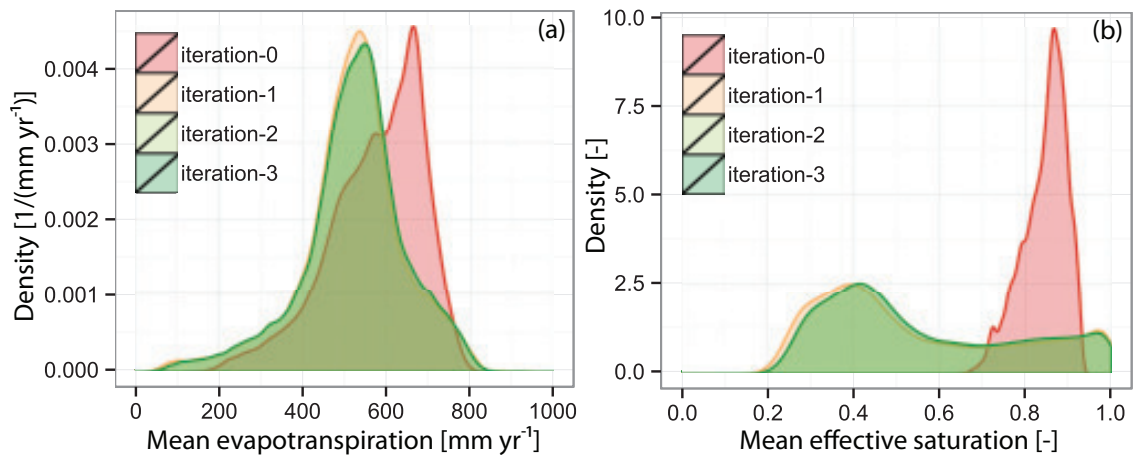 (a)
iteration-0
iteration-1
iteration-2
iteration-3
0.004
0.003
0.002
0.001
0.000
Density [1/(mm yr⁻¹)]
0 200 400 600 800 1000
Mean evapotranspiration [mm yr⁻¹]
(b)
iteration-0
iteration-1
iteration-2
iteration-3
10.0
7.5
5.0
2.5
0.0
Density [-]
0.0 0.2 0.4 0.6 0.8 1.0
Mean effective saturation [-]